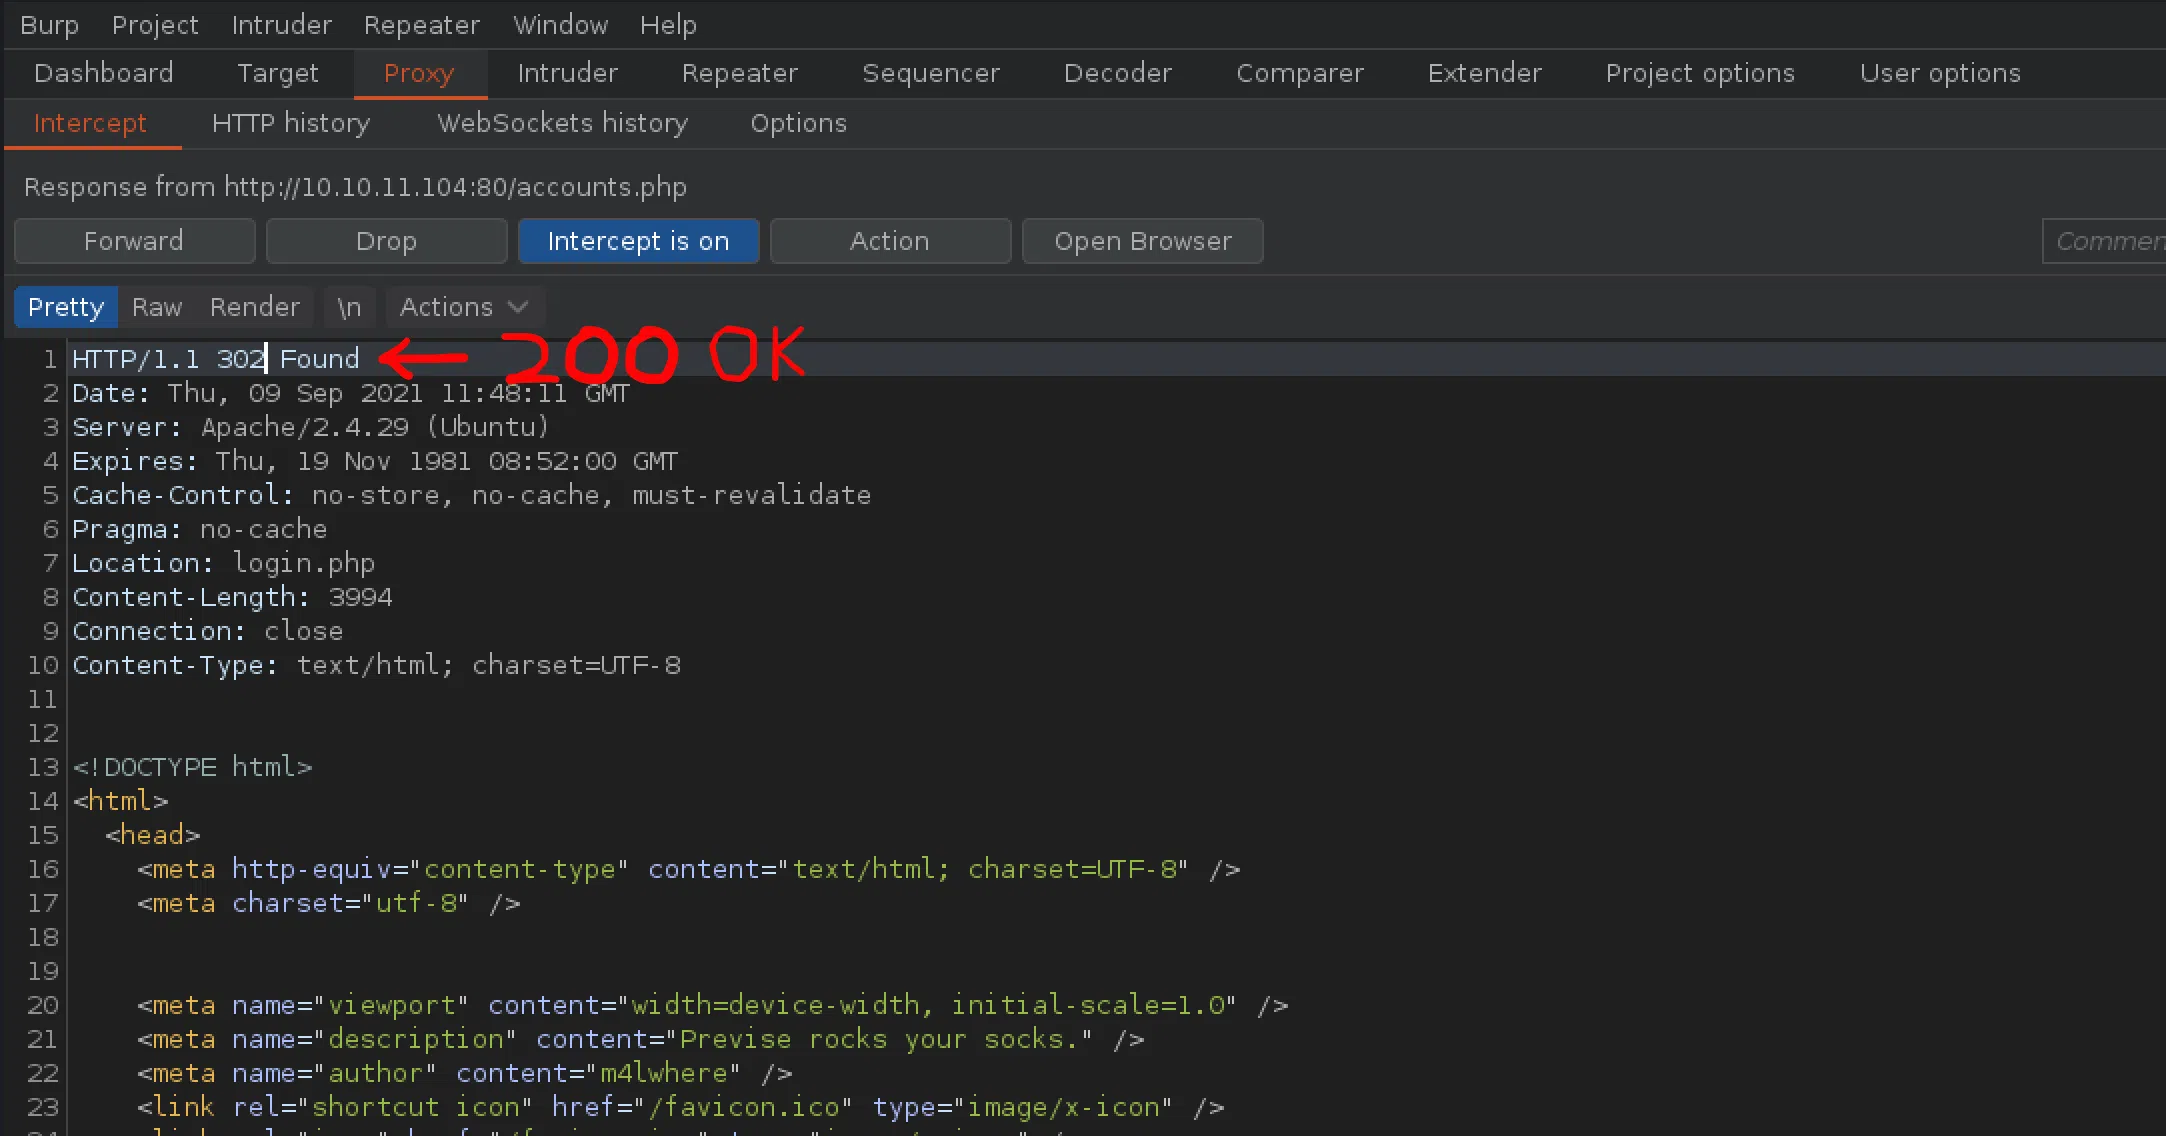 Burp Project Intruder Repeater Window Help
Dashboard Target Proxy Intruder Repeater Sequencer Decoder Comparer Extender Project options User options
Intercept HTTP history WebSockets history Options
Response from http://10.10.11.104:80/accounts.php
Forward Drop Intercept is on Action Open Browser Commen
Pretty Raw Render \n Actions
1 HTTP/1.1 302 Found ← 200 OK
2 Date: Thu, 09 Sep 2021 11:48:11 GMT
3 Server: Apache/2.4.29 (Ubuntu)
4 Expires: Thu, 19 Nov 1981 08:52:00 GMT
5 Cache-Control: no-store, no-cache, must-revalidate
6 Pragma: no-cache
7 Location: login.php
8 Content-Length: 3994
9 Connection: close
10 Content-Type: text/html; charset=UTF-8
11
12
13 <!DOCTYPE html>
14 <html>
15 <head>
16 <meta http-equiv="content-type" content="text/html; charset=UTF-8" />
17 <meta charset="utf-8" />
18
19
20 <meta name="viewport" content="width=device-width, initial-scale=1.0" />
21 <meta name="description" content="Previse rocks your socks." />
22 <meta name="author" content="m4lwhere" />
23 <link rel="shortcut icon" href="/favicon.ico" type="image/x-icon" />